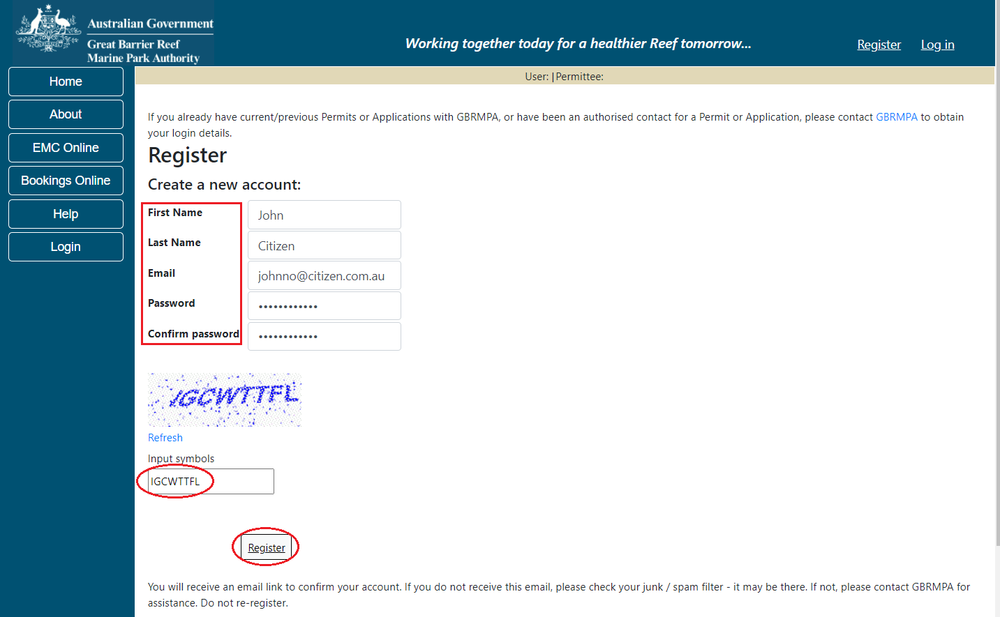 Australian Government
Great Barrier Reef
Marine Park Authority
Working together today for a healthier Reef tomorrow...
Register
Log in
Home
About
EMC Online
Bookings Online
Help
Login
User: |Permittee:
If you already have current/previous Permits or Applications with GBRMPA, or have been an authorised contact for a Permit or Application, please contact GBRMPA to obtain
your login details.
Register
Create a new account:
First Name
John
Last Name
Citizen
Email
johnno@citizen.com.au
Password
••••••••••••
Confirm password
••••••••••••
IGCWTTFL
Refresh
Input symbols
IGCWTTFL
Register
You will receive an email link to confirm your account. If you do not receive this email, please check your junk / spam filter - it may be there. If not, please contact GBRMPA for
assistance. Do not re-register.